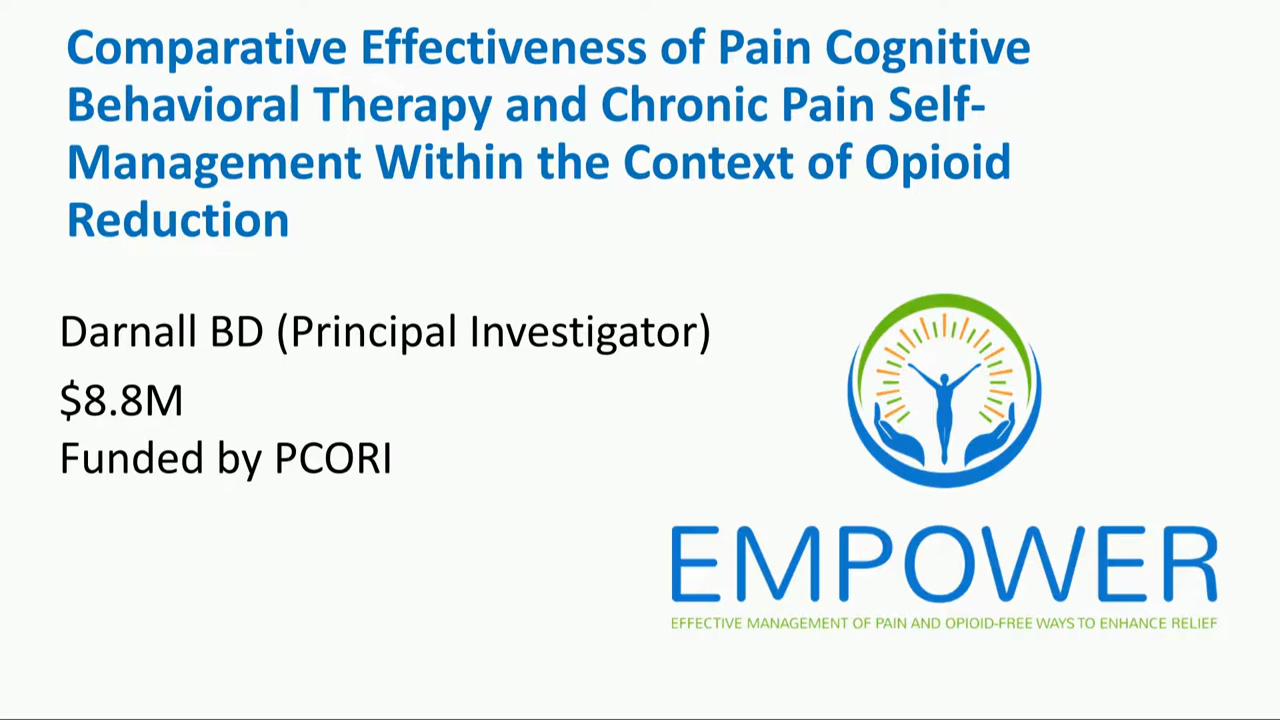 Comparative Effectiveness of Pain Cognitive
Behavioral Therapy and Chronic Pain Self-
Management Within the Context of Opioid
Reduction
Darnall BD (Principal Investigator)
$8.8M
Funded by PCORI
EMPOWER
EFFECTIVE MANAGEMENT OF PAIN AND OPIOID-FREE WAYS TO ENHANCE RELIEF